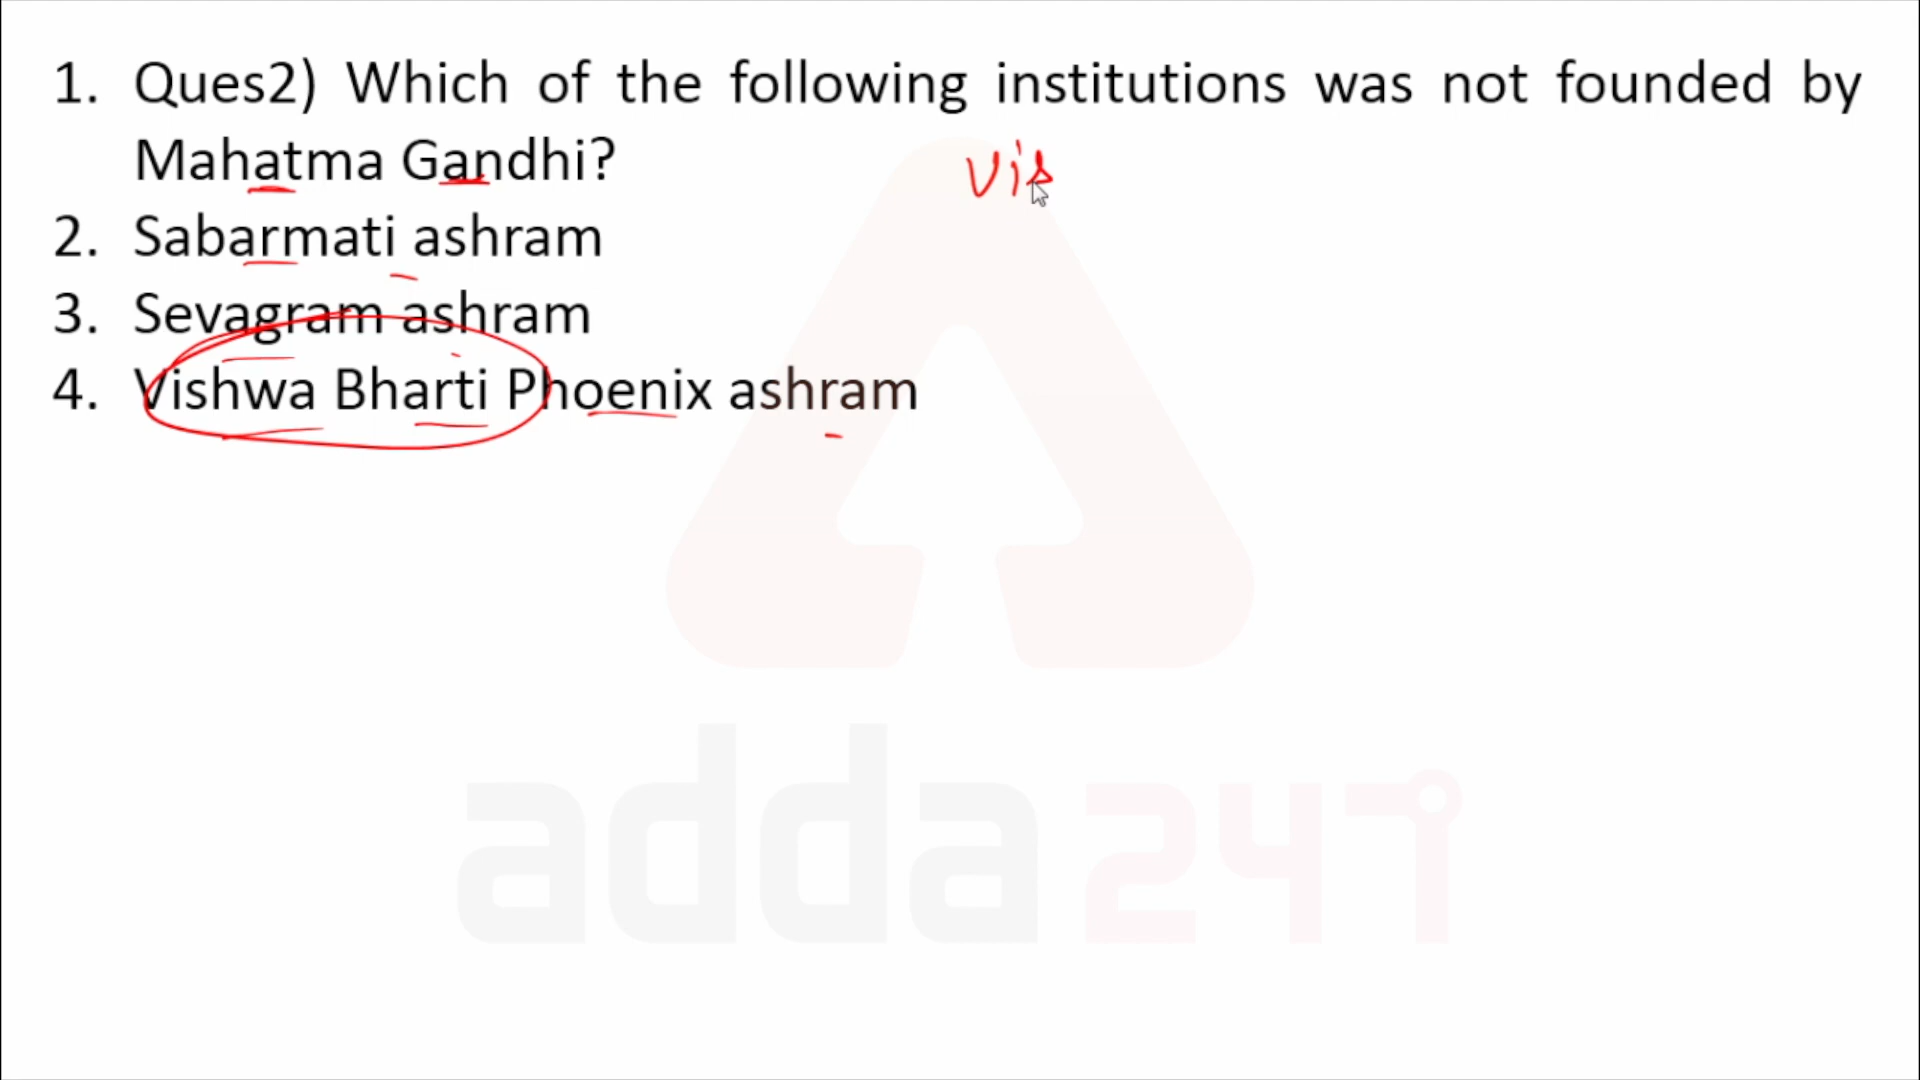 1. Ques2) Which of the following institutions was not founded by
Mahatma Gandhi?
Vis
2. Sabarmati ashram
3. Sevagram ashram
4. Vishwa Bharti Phoenix ashram
adda247